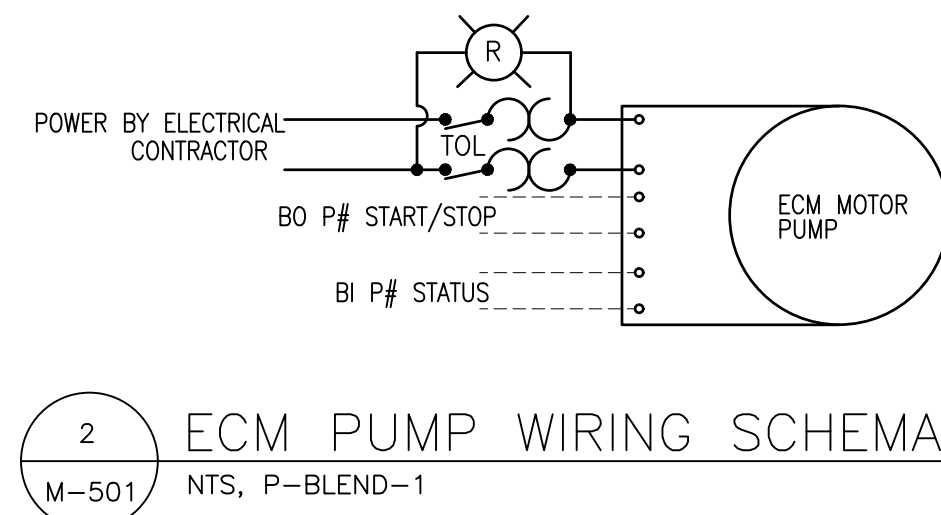 R
POWER BY ELECTRICAL
CONTRACTOR
TOL
BO P# START/STOP
ECM MOTOR
PUMP
BI P# STATUS
2
ECM PUMP WIRING SCHEMA
M-501
NTS, P-BLEND-1